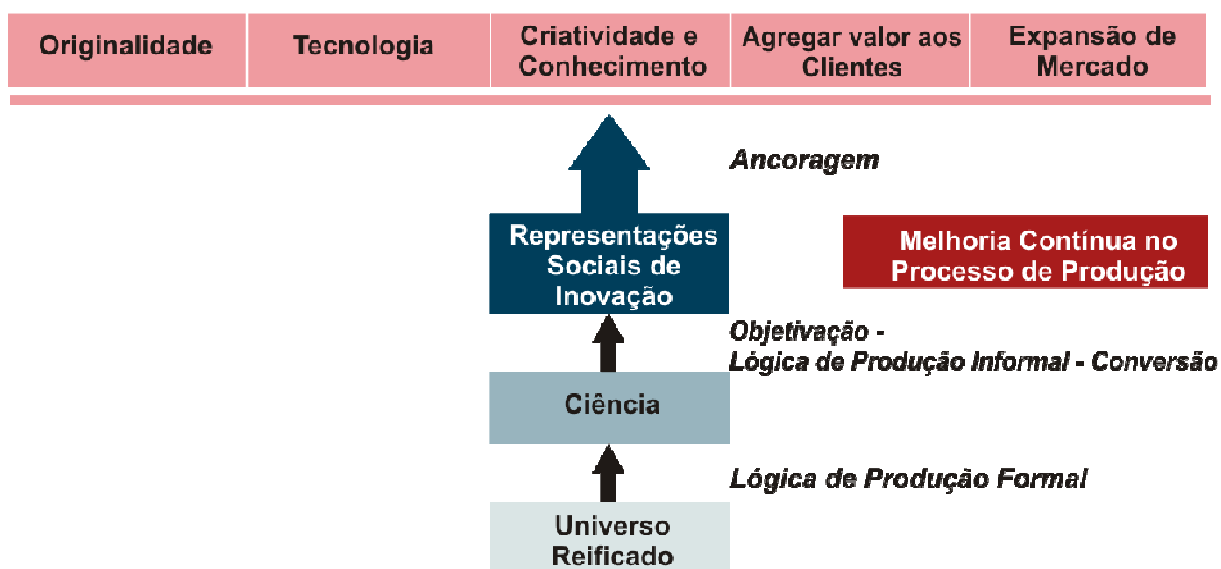 Originalidade
Tecnologia
Criatividade e
Conhecimento
Agregar valor aos
Clientes
Expansão de
Mercado
Ancoragem
Representações
Sociais de
Inovação
Melhoria Contínua no
Processo de Produção
Objetivação -
Lógica de Produção Informal - Conversão
Ciência
Lógica de Produção Formal
Universo
Reificado